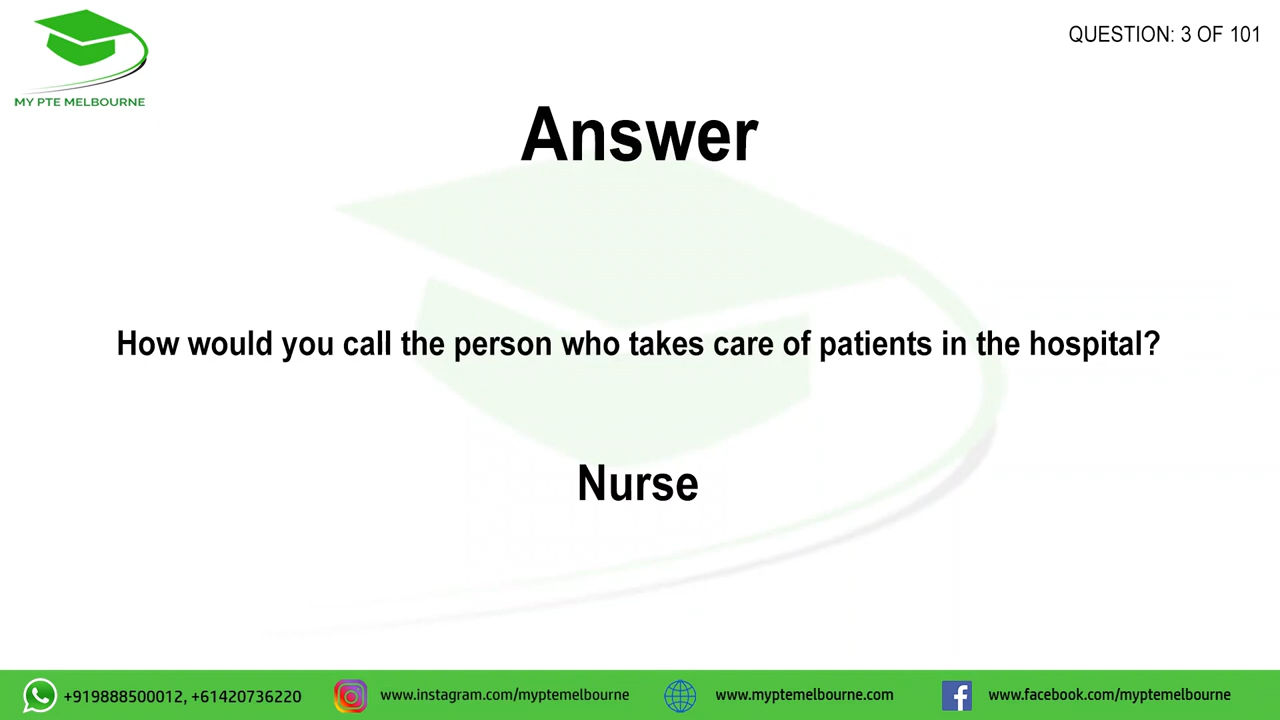 QUESTION: 3 OF 101
MY PTE MELBOURNE
Answer
How would you call the person who takes care of patients in the hospital?
Nurse
+919888500012, +61420736220
www.instagram.com/myptemelbourne
www.myptemelbourne.com
www.facebook.com/myptemelbourne